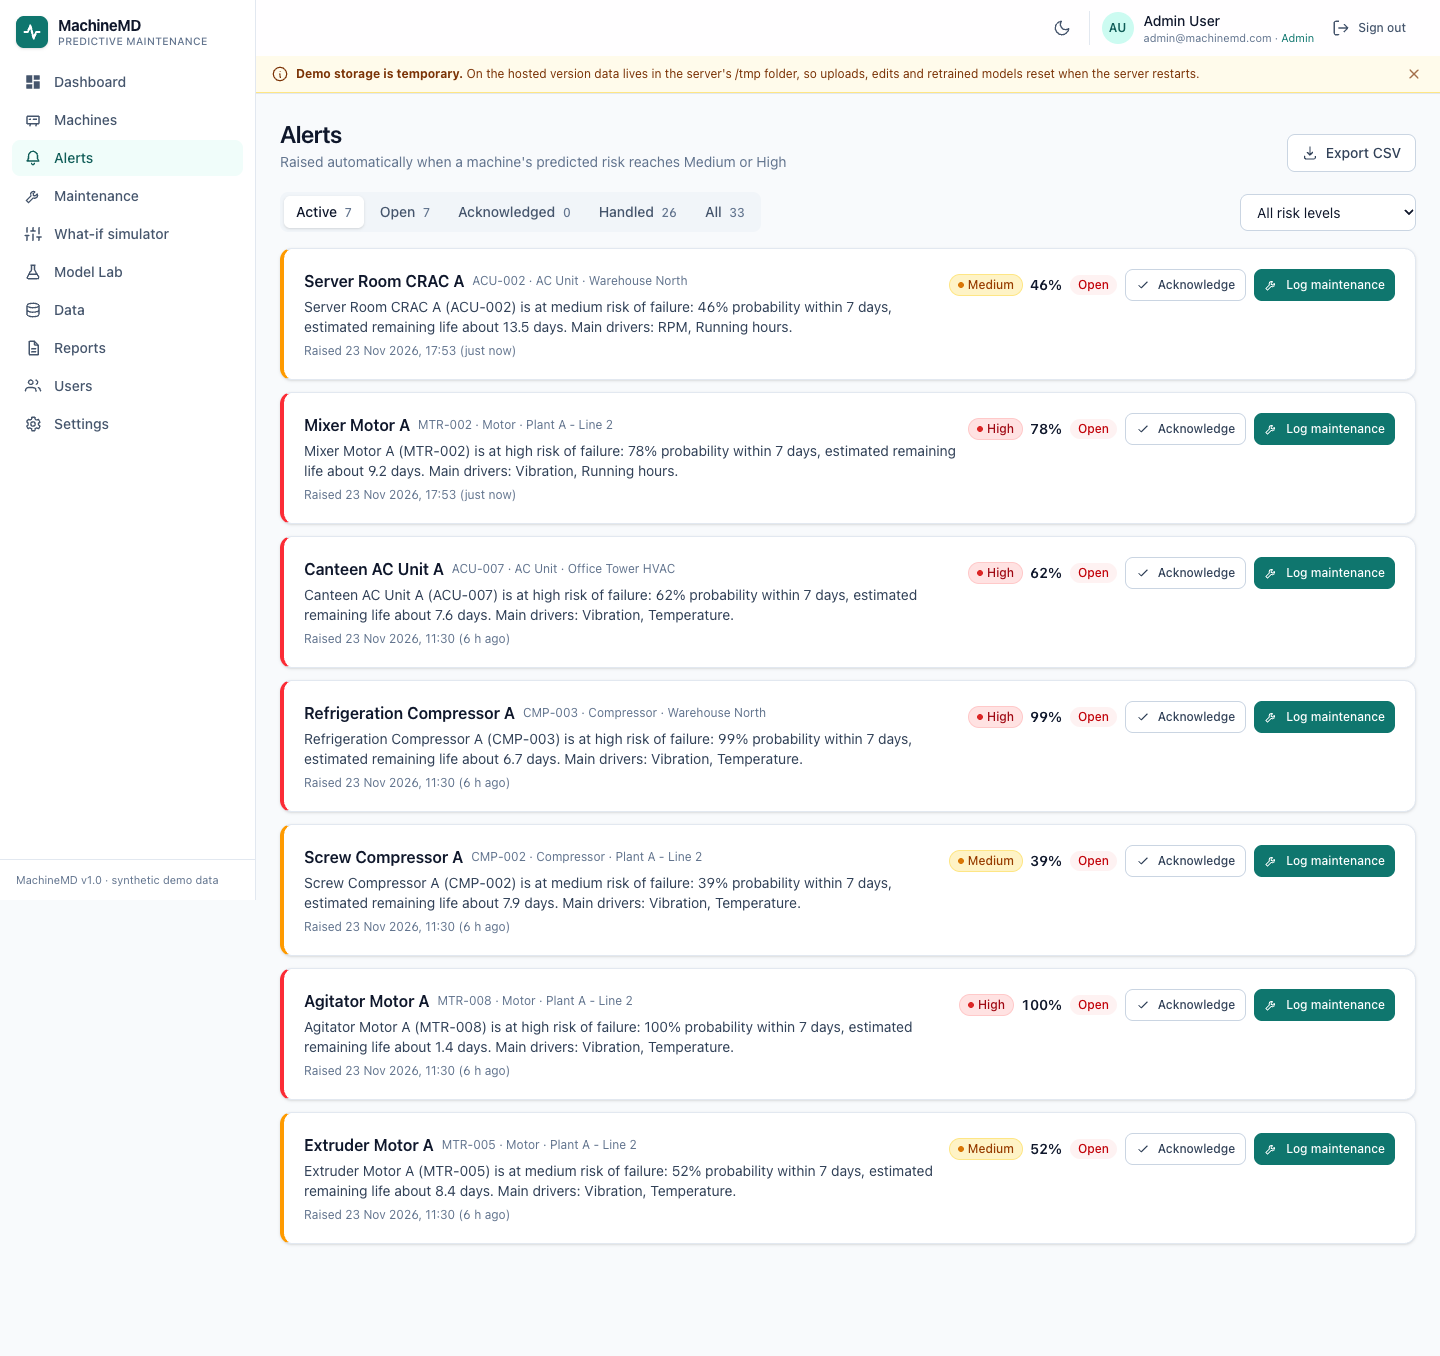 MachineMD
PREDICTIVE MAINTENANCE
Dashboard
Machines
Alerts
Maintenance
What-if simulator
Model Lab
Data
Reports
Users
Settings
MachineMD v1.0 · synthetic demo data
AU
Admin User
admin@machinemd.com · Admin
Sign out
Demo storage is temporary. On the hosted version data lives in the server's /tmp folder, so uploads, edits and retrained models reset when the server restarts.
Alerts
Raised automatically when a machine's predicted risk reaches Medium or High
Export CSV
Active 7 Open 7 Acknowledged 0 Handled 26 All 33
All risk levels
Server Room CRAC A ACU-002 · AC Unit · Warehouse North
Medium 46% Open Acknowledge Log maintenance
Server Room CRAC A (ACU-002) is at medium risk of failure: 46% probability within 7 days,
estimated remaining life about 13.5 days. Main drivers: RPM, Running hours.
Raised 23 Nov 2026, 17:53 (just now)
Mixer Motor A MTR-002 · Motor · Plant A - Line 2
High 78% Open Acknowledge Log maintenance
Mixer Motor A (MTR-002) is at high risk of failure: 78% probability within 7 days, estimated remaining
life about 9.2 days. Main drivers: Vibration, Running hours.
Raised 23 Nov 2026, 17:53 (just now)
Canteen AC Unit A ACU-007 · AC Unit · Office Tower HVAC
High 62% Open Acknowledge Log maintenance
Canteen AC Unit A (ACU-007) is at high risk of failure: 62% probability within 7 days, estimated
remaining life about 7.6 days. Main drivers: Vibration, Temperature.
Raised 23 Nov 2026, 11:30 (6 h ago)
Refrigeration Compressor A CMP-003 · Compressor · Warehouse North
High 99% Open Acknowledge Log maintenance
Refrigeration Compressor A (CMP-003) is at high risk of failure: 99% probability within 7 days,
estimated remaining life about 6.7 days. Main drivers: Vibration, Temperature.
Raised 23 Nov 2026, 11:30 (6 h ago)
Screw Compressor A CMP-002 · Compressor · Plant A - Line 2
Medium 39% Open Acknowledge Log maintenance
Screw Compressor A (CMP-002) is at medium risk of failure: 39% probability within 7 days,
estimated remaining life about 7.9 days. Main drivers: Vibration, Temperature.
Raised 23 Nov 2026, 11:30 (6 h ago)
Agitator Motor A MTR-008 · Motor · Plant A - Line 2
High 100% Open Acknowledge Log maintenance
Agitator Motor A (MTR-008) is at high risk of failure: 100% probability within 7 days, estimated
remaining life about 1.4 days. Main drivers: Vibration, Temperature.
Raised 23 Nov 2026, 11:30 (6 h ago)
Extruder Motor A MTR-005 · Motor · Plant A - Line 2
Medium 52% Open Acknowledge Log maintenance
Extruder Motor A (MTR-005) is at medium risk of failure: 52% probability within 7 days, estimated
remaining life about 8.4 days. Main drivers: Vibration, Temperature.
Raised 23 Nov 2026, 11:30 (6 h ago)